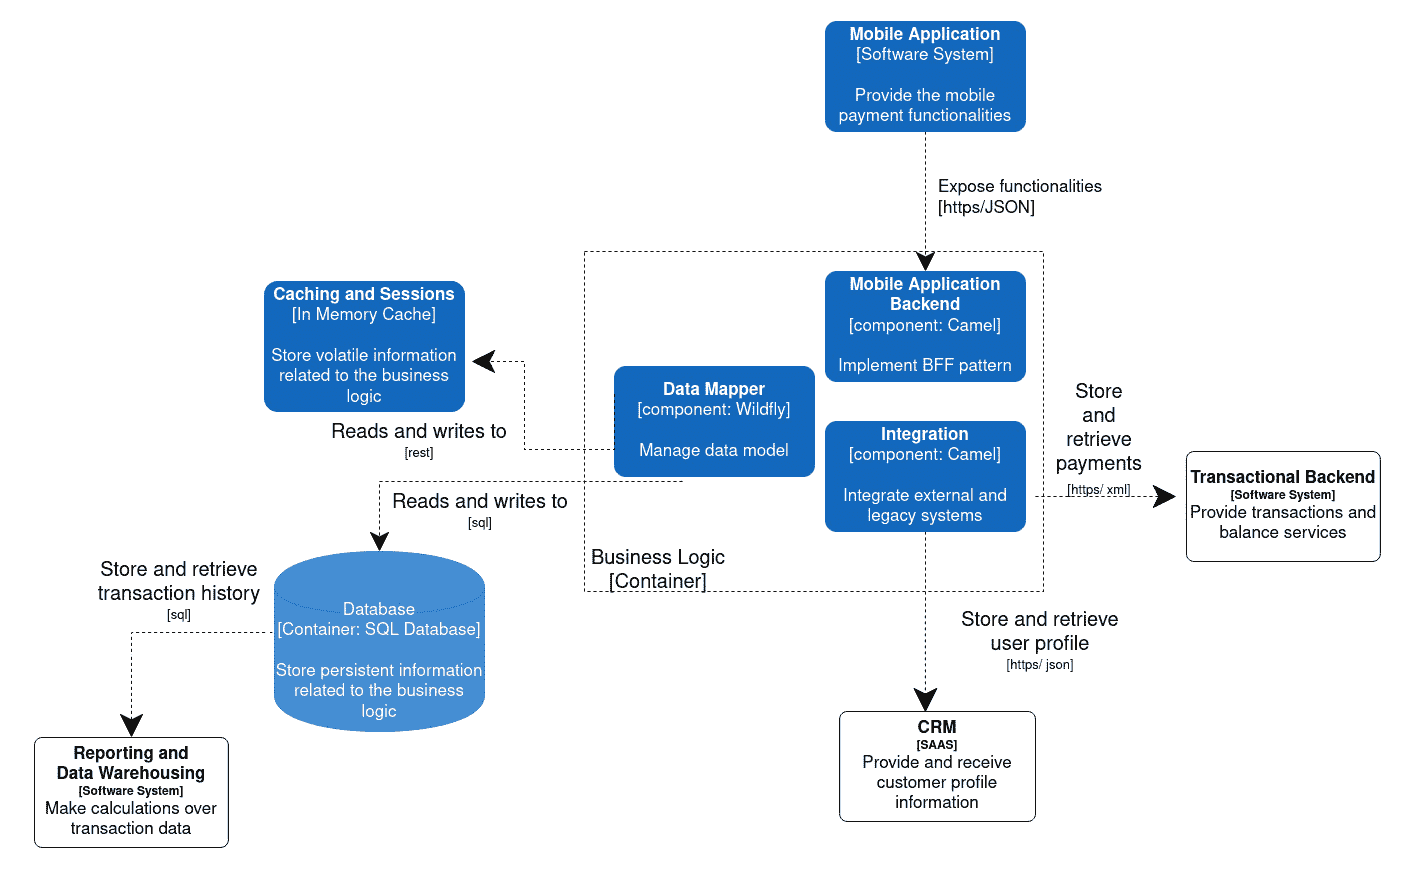 Mobile Application
[Software System]
Provide the mobile
payment functionalities
Expose functionalities
[https/JSON]
Mobile Application
Backend
[component: Camel]
Implement BFF pattern
Caching and Sessions
[In Memory Cache]
Store volatile information
related to the business
logic
Reads and writes to
[rest]
Data Mapper
[component: Wildfly]
Manage data model
Integration
[component: Camel]
Integrate external and
legacy systems
Store
and
retrieve
payments
[https/ xml]
Transactional Backend
[Software System]
Provide transactions and
balance services
Reads and writes to
[sql]
Business Logic
[Container]
Store and retrieve
transaction history
[sql]
Database
[Container: SQL Database]
Store persistent information
related to the business
logic
Store and retrieve
user profile
[https/ json]
Reporting and
Data Warehousing
[Software System]
Make calculations over
transaction data
CRM
[SAAS]
Provide and receive
customer profile
information